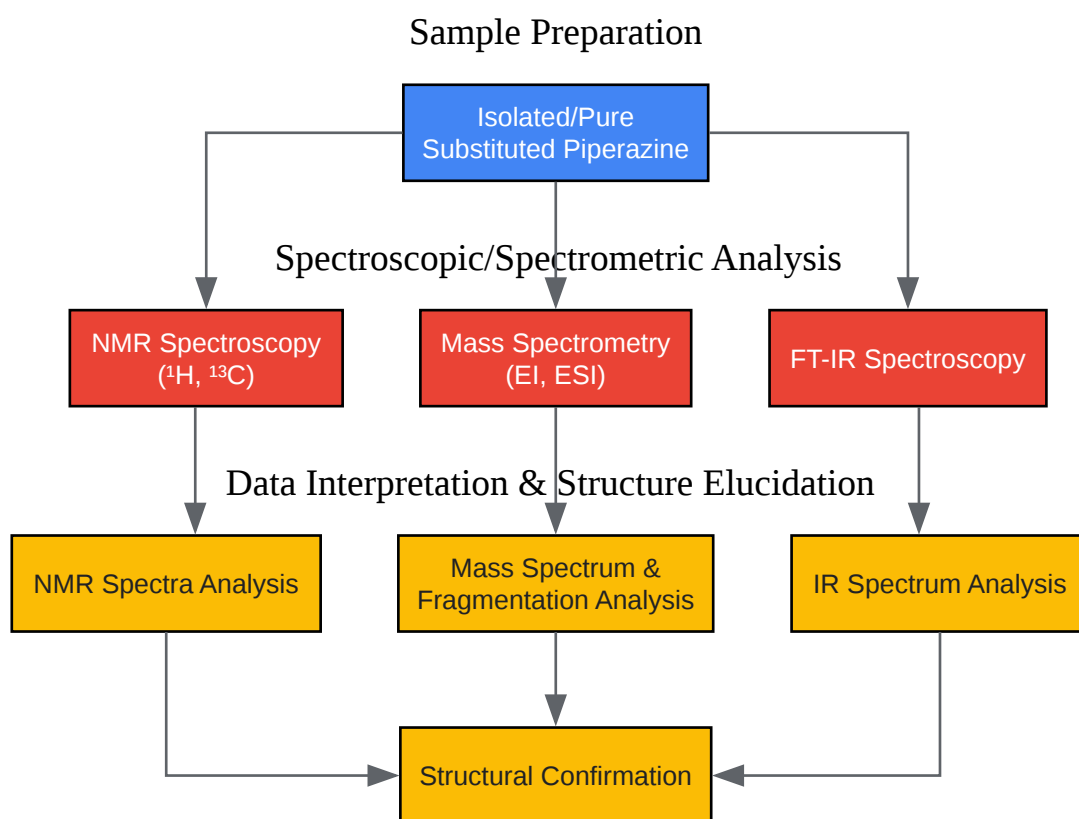 Sample Preparation
Isolated/Pure
Substituted Piperazine
Spectroscopic/Spectrometric Analysis
NMR Spectroscopy
(¹H, ¹³C)
Mass Spectrometry
(EI, ESI)
FT-IR Spectroscopy
Data Interpretation & Structure Elucidation
NMR Spectra Analysis
Mass Spectrum &
Fragmentation Analysis
IR Spectrum Analysis
Structural Confirmation